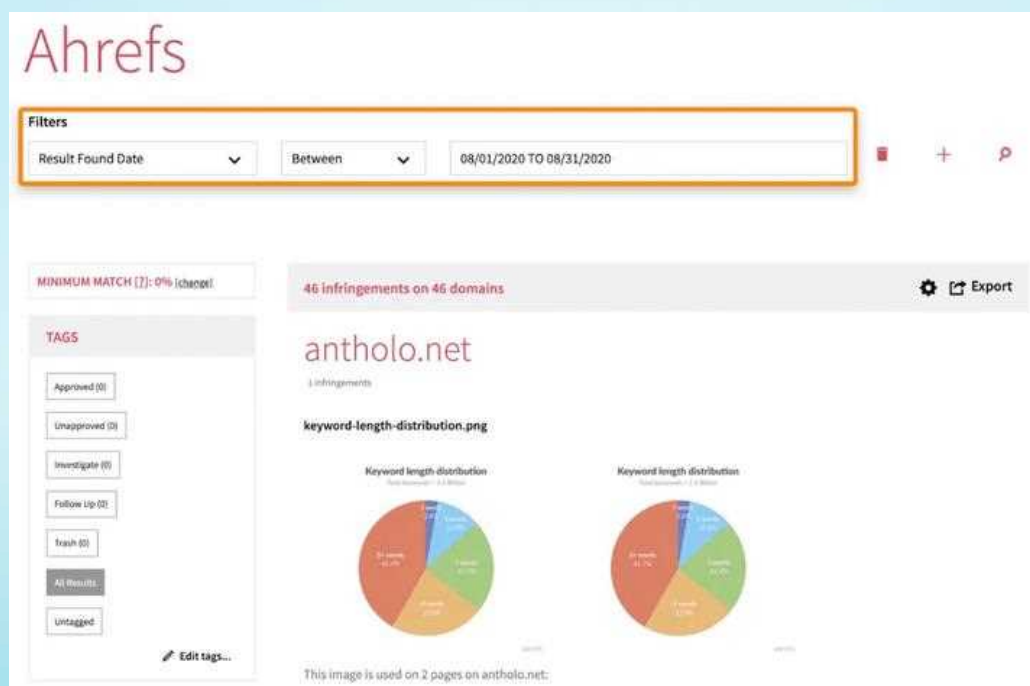 Ahrefs
Filters
Result Found Date
Between
08/01/2020 TO 08/31/2020
MINIMUM MATCH [?]: 0% [change]
46 infringements on 46 domains
Export
TAGS
antholo.net
1 infringements
Approved (0)
keyword-length-distribution.png
Unapproved (0)
Investigate (0)
Keyword length distribution
Keyword length distribution
Follow Up (0)
Trash (0)
All Results
Untagged
Edit tags...
This image is used on 2 pages on antholo.net: